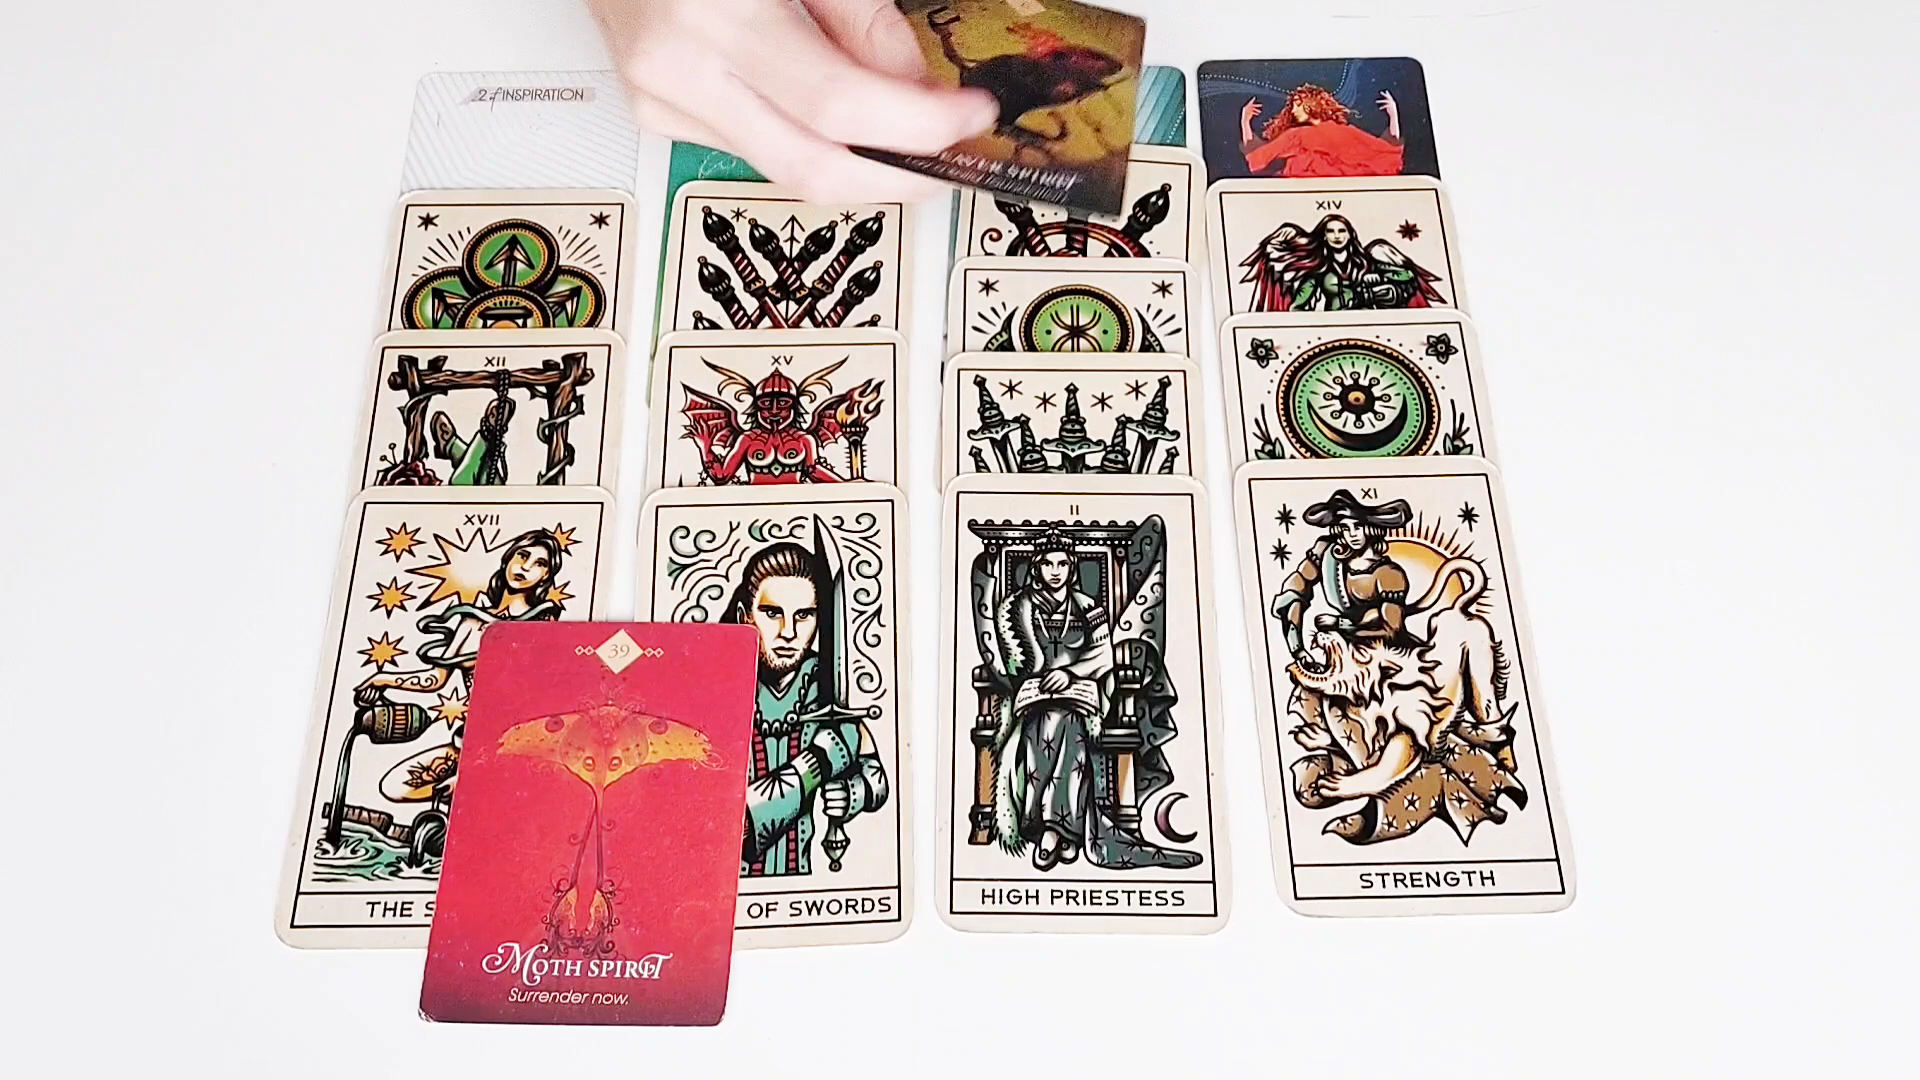 2 of INSPIRATION
XIV
XII
XV
XVII
II
XI
THE S
OF SWORDS
HIGH PRIESTESS
STRENGTH
39
MOTH SPIRIT
Surrender now.